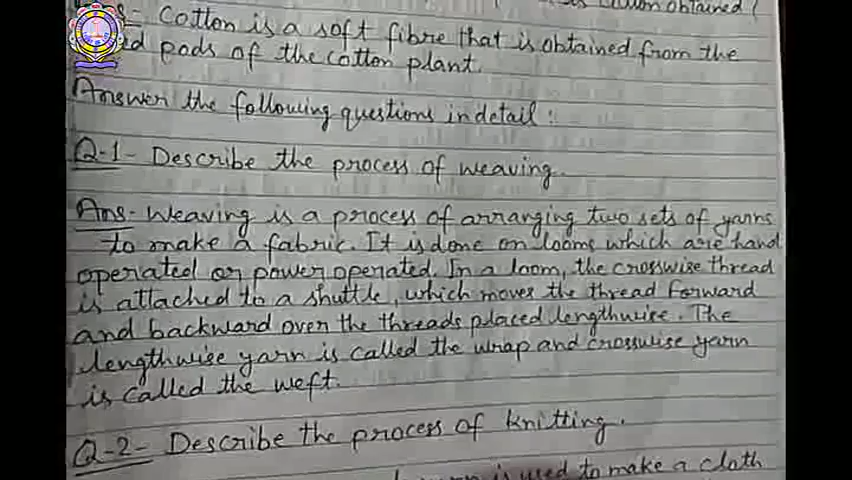 is cotton obtained?
Ans- Cotton is a soft fibre that is obtained from the
pods of the cotton plant.
Answer the following questions in detail:
Q-1- Describe the process of weaving.
Ans- Weaving is a process of arranging two sets of yarns
to make a fabric. It is done on looms which are hand
operated or power operated. In a loom, the crosswise thread
is attached to a shuttle, which moves the thread forward
and backward over the threads placed lengthwise. The
lengthwise yarn is called the wrap and crosswise yarn
is called the weft.
Q-2- Describe the process of knitting.
is used to make a cloth